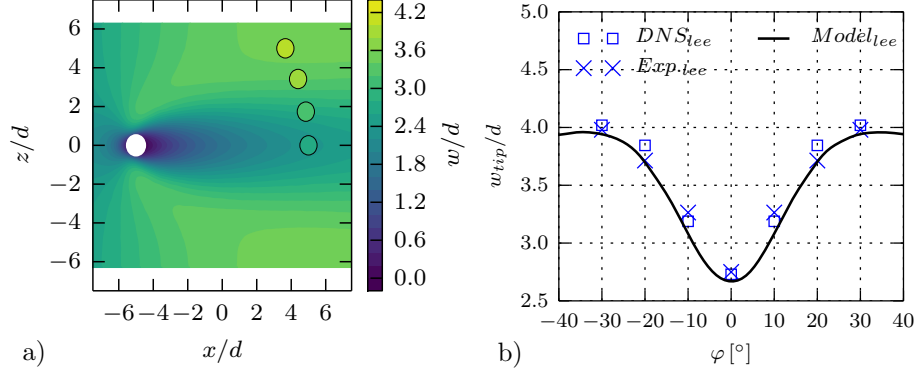 6
4
2
0
−2
−4
−6
z/d
−6 −4 −2 0 2 4 6
x/d
a)
4.2
3.6
3.0
2.4
1.8
1.2
0.6
0.0
w/d
5.0
4.5
4.0
3.5
3.0
2.5
w_tip/d
DNS_lee
Exp._lee
Model_lee
−40 −30 −20 −10 0 10 20 30 40
φ [°]
b)